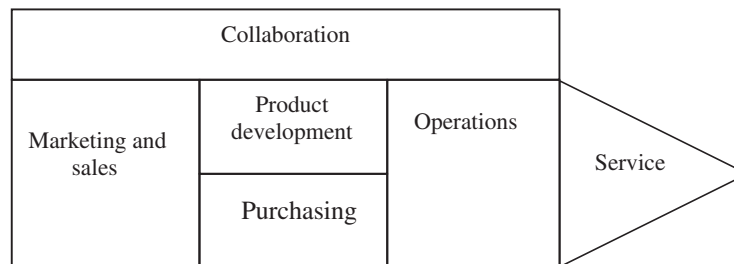 Collaboration
Marketing and
sales
Product
development
Purchasing
Operations
Service